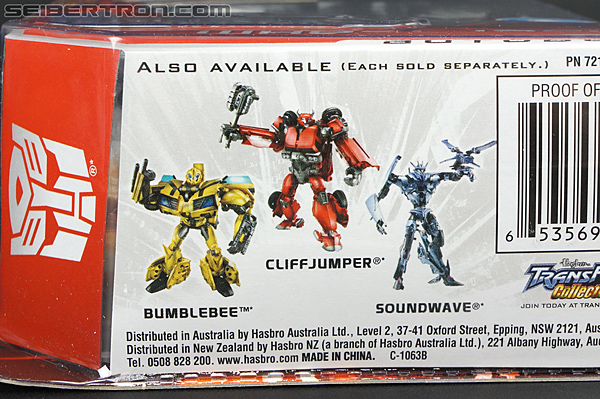 SEIBERTRON.COM
ALSO AVAILABLE (EACH SOLD SEPARATELY.)
PN 721
PROOF OF
CLIFFJUMPER®*
BUMBLEBEE™*
SOUNDWAVE®*
6 53569
TRANSF
Collect
JOIN TODAY AT TRAN
Distributed in Australia by Hasbro Australia Ltd., Level 2, 37-41 Oxford Street, Epping, NSW 2121, Aus
Distributed in New Zealand by Hasbro NZ (a branch of Hasbro Australia Ltd.), 221 Albany Highway, Auc
Tel. 0508 828 200. www.hasbro.com MADE IN CHINA. C-1063B